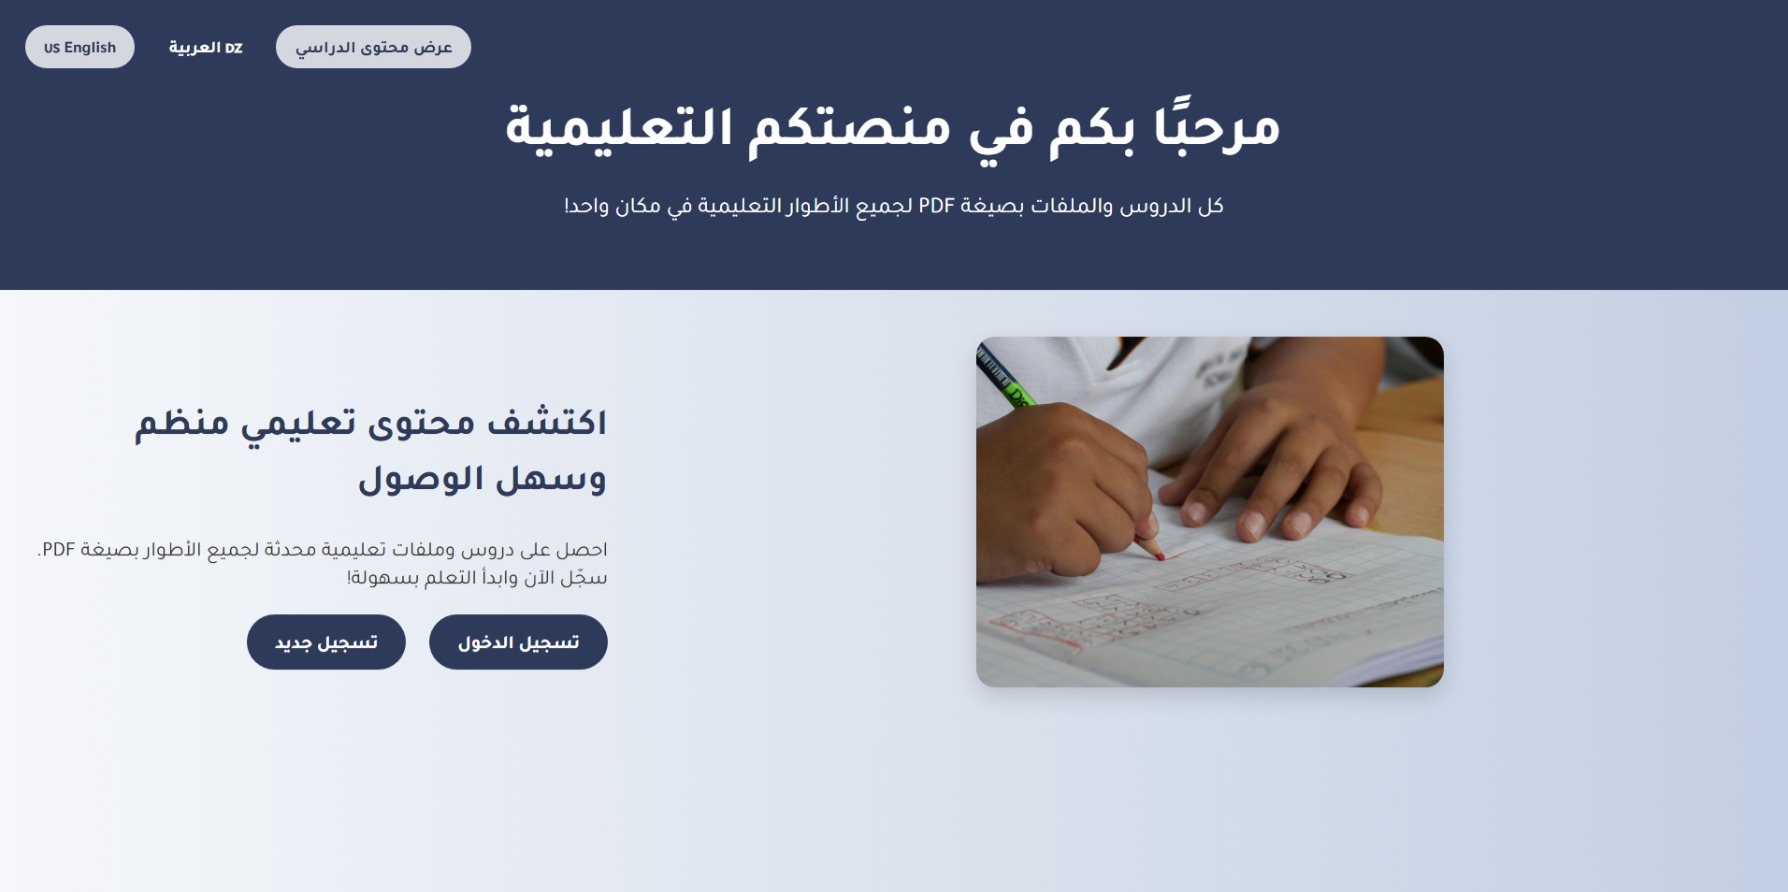 عرض محتوى الدراسي
DZ العربية
US English
مرحبًا بكم في منصتكم التعليمية
كل الدروس والملفات بصيغة PDF لجميع الأطوار التعليمية في مكان واحد!
اكتشف محتوى تعليمي منظم
وسهل الوصول
احصل على دروس وملفات تعليمية محدثة لجميع الأطوار بصيغة PDF.
سجّل الآن وابدأ التعلم بسهولة!
تسجيل الدخول
تسجيل جديد